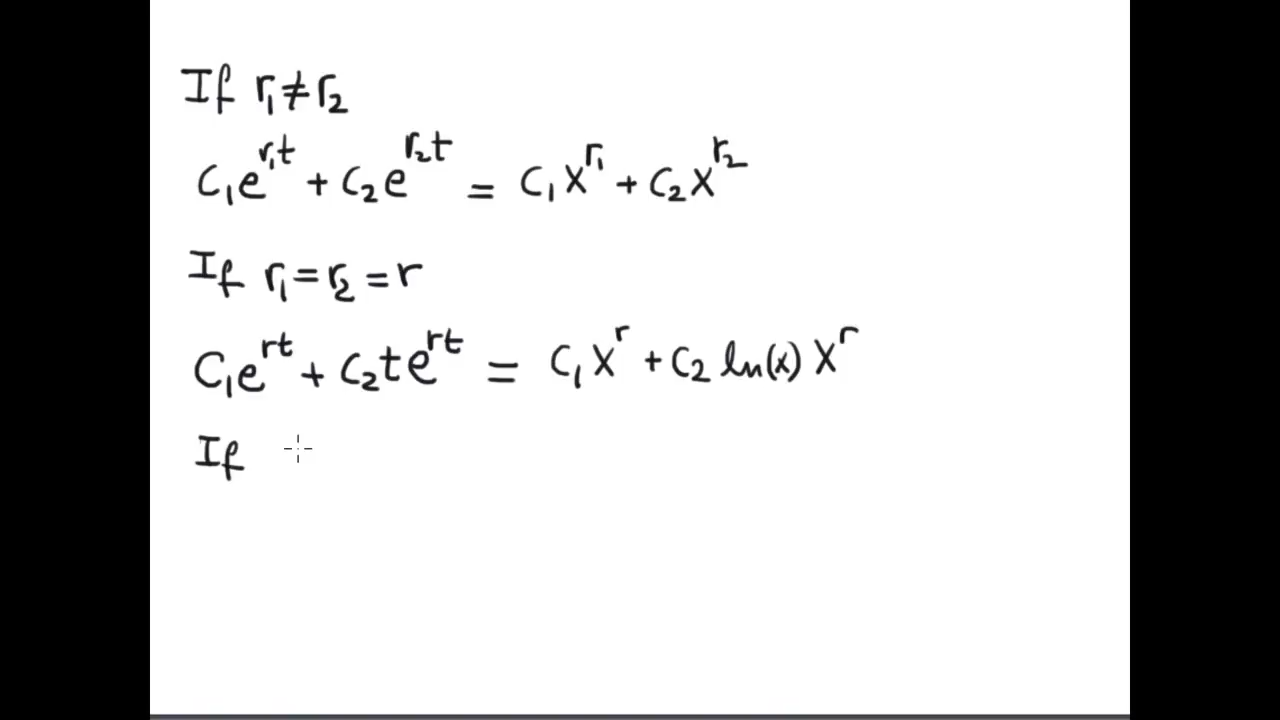 If r₁ ≠ r₂
C₁e^{r₁t} + C₂e^{r₂t} = C₁X^{r₁} + C₂X^{r₂}
If r₁ = r₂ = r
C₁e^{rt} + C₂te^{rt} = C₁X^{r} + C₂ ln(x) X^{r}
If